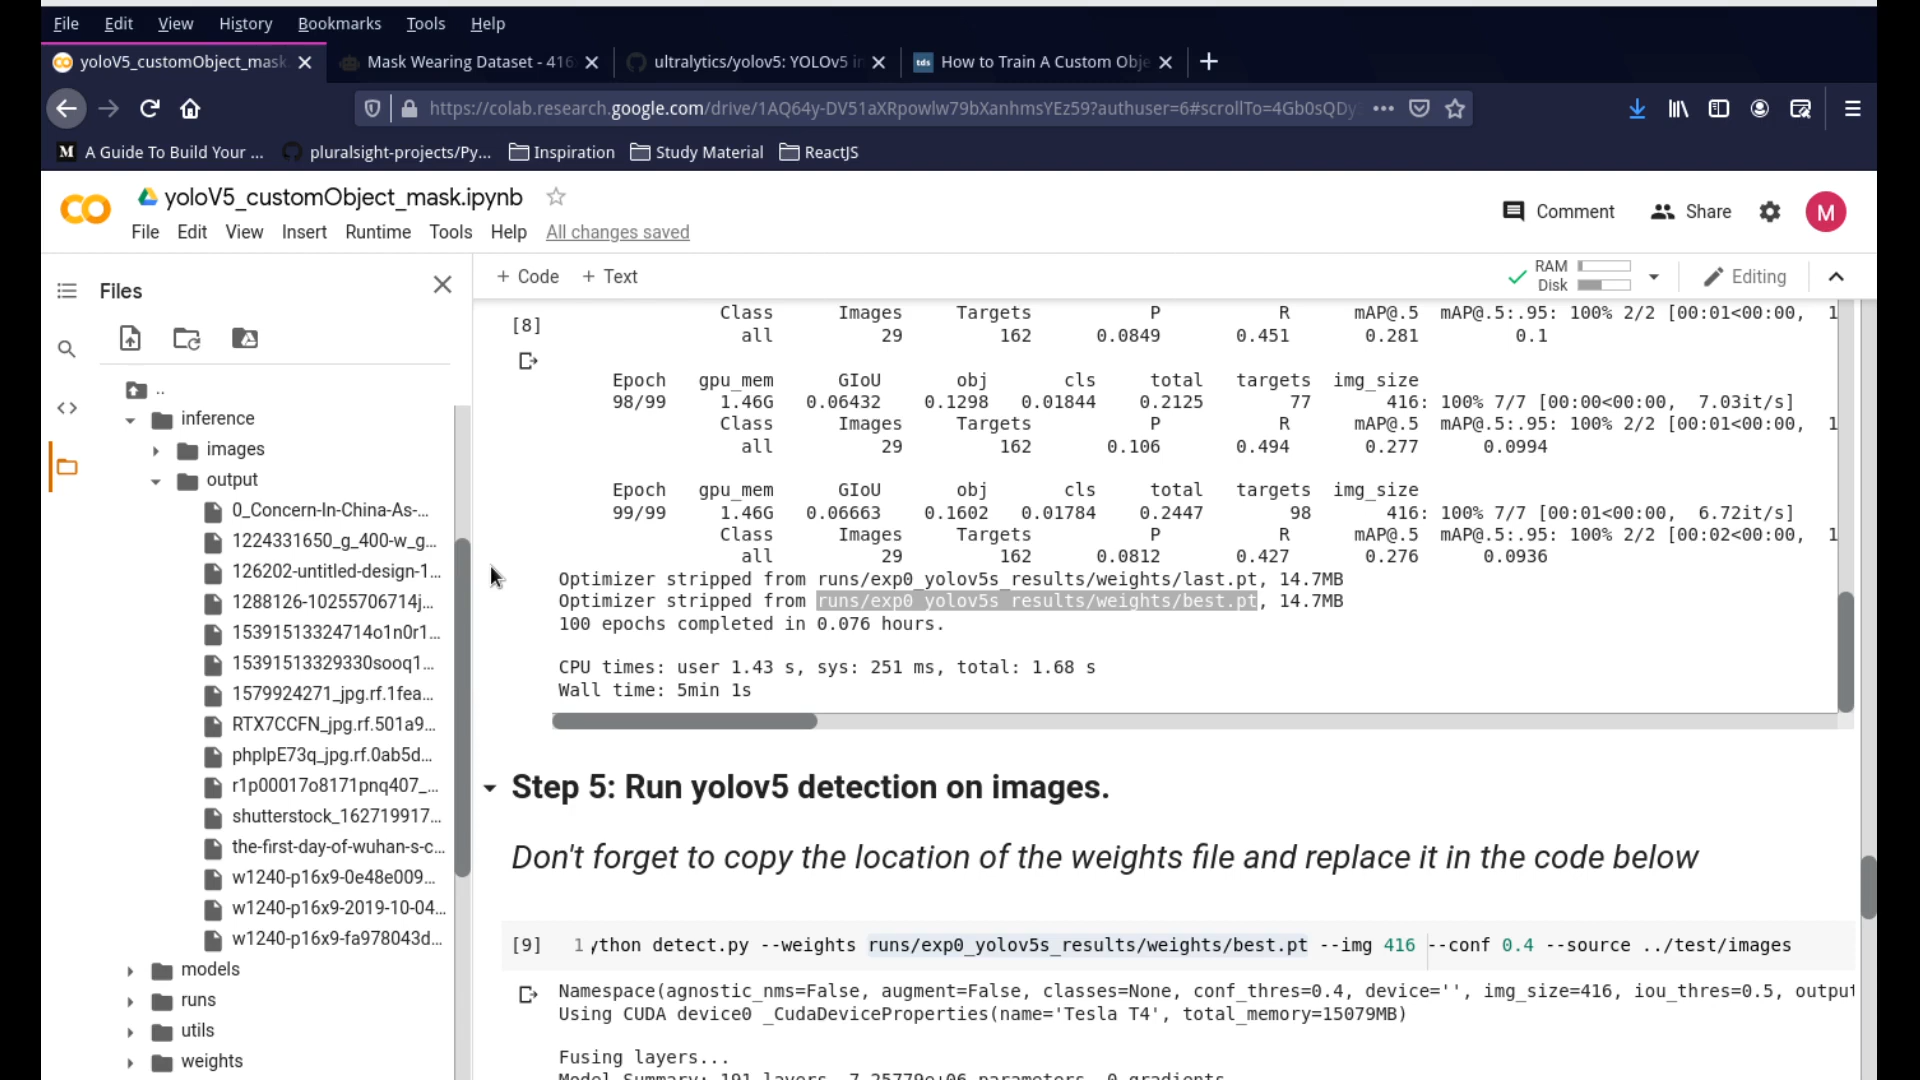 File Edit View History Bookmarks Tools Help
yoloV5_customObject_mask Mask Wearing Dataset - 416 ultralytics/yolov5: YOLOv5 in tds How to Train A Custom Obje
https://colab.research.google.com/drive/1AQ64y-DV51aXRpowlw79bXanhmsYEz59?authuser=6#scrollTo=4Gb0sQDy
M A Guide To Build Your ... pluralsight-projects/Py... Inspiration Study Material ReactJS
CO yoloV5_customObject_mask.ipynb
Comment Share M
File Edit View Insert Runtime Tools Help All changes saved
Files
+ Code + Text
RAM
Disk
Editing
..
inference
images
output
0_Concern-In-China-As-...
1224331650_g_400-w_g...
126202-untitled-design-1...
1288126-10255706714j...
15391513324714o1n0r1...
15391513329330sooq1...
1579924271_jpg.rf.1fea...
RTX7CCFN_jpg.rf.501a9...
phpIpE73q_jpg.rf.0ab5d...
r1p00017o8171pnq407_...
shutterstock_162719917...
the-first-day-of-wuhan-s-c...
w1240-p16x9-0e48e009...
w1240-p16x9-2019-10-04...
w1240-p16x9-fa978043d...
models
runs
utils
weights
[8]
Class Images Targets P R mAP@.5 mAP@.5:.95: 100% 2/2 [00:01<00:00, 1
all 29 162 0.0849 0.451 0.281 0.1
Epoch gpu_mem GIoU obj cls total targets img_size
98/99 1.46G 0.06432 0.1298 0.01844 0.2125 77 416: 100% 7/7 [00:00<00:00, 7.03it/s]
Class Images Targets P R mAP@.5 mAP@.5:.95: 100% 2/2 [00:01<00:00, 1
all 29 162 0.106 0.494 0.277 0.0994
Epoch gpu_mem GIoU obj cls total targets img_size
99/99 1.46G 0.06663 0.1602 0.01784 0.2447 98 416: 100% 7/7 [00:01<00:00, 6.72it/s]
Class Images Targets P R mAP@.5 mAP@.5:.95: 100% 2/2 [00:02<00:00, 1
all 29 162 0.0812 0.427 0.276 0.0936
Optimizer stripped from runs/exp0_yolov5s_results/weights/last.pt, 14.7MB
Optimizer stripped from runs/exp0_yolov5s_results/weights/best.pt, 14.7MB
100 epochs completed in 0.076 hours.
CPU times: user 1.43 s, sys: 251 ms, total: 1.68 s
Wall time: 5min 1s
Step 5: Run yolov5 detection on images.
Don't forget to copy the location of the weights file and replace it in the code below
[9] 1 ython detect.py --weights runs/exp0_yolov5s_results/weights/best.pt --img 416 --conf 0.4 --source ../test/images
Namespace(agnostic_nms=False, augment=False, classes=None, conf_thres=0.4, device='', img_size=416, iou_thres=0.5, output
Using CUDA device0 _CudaDeviceProperties(name='Tesla T4', total_memory=15079MB)
Fusing layers...
Model Summary: 191 layers, 7.25779e+06 parameters, 0 gradients